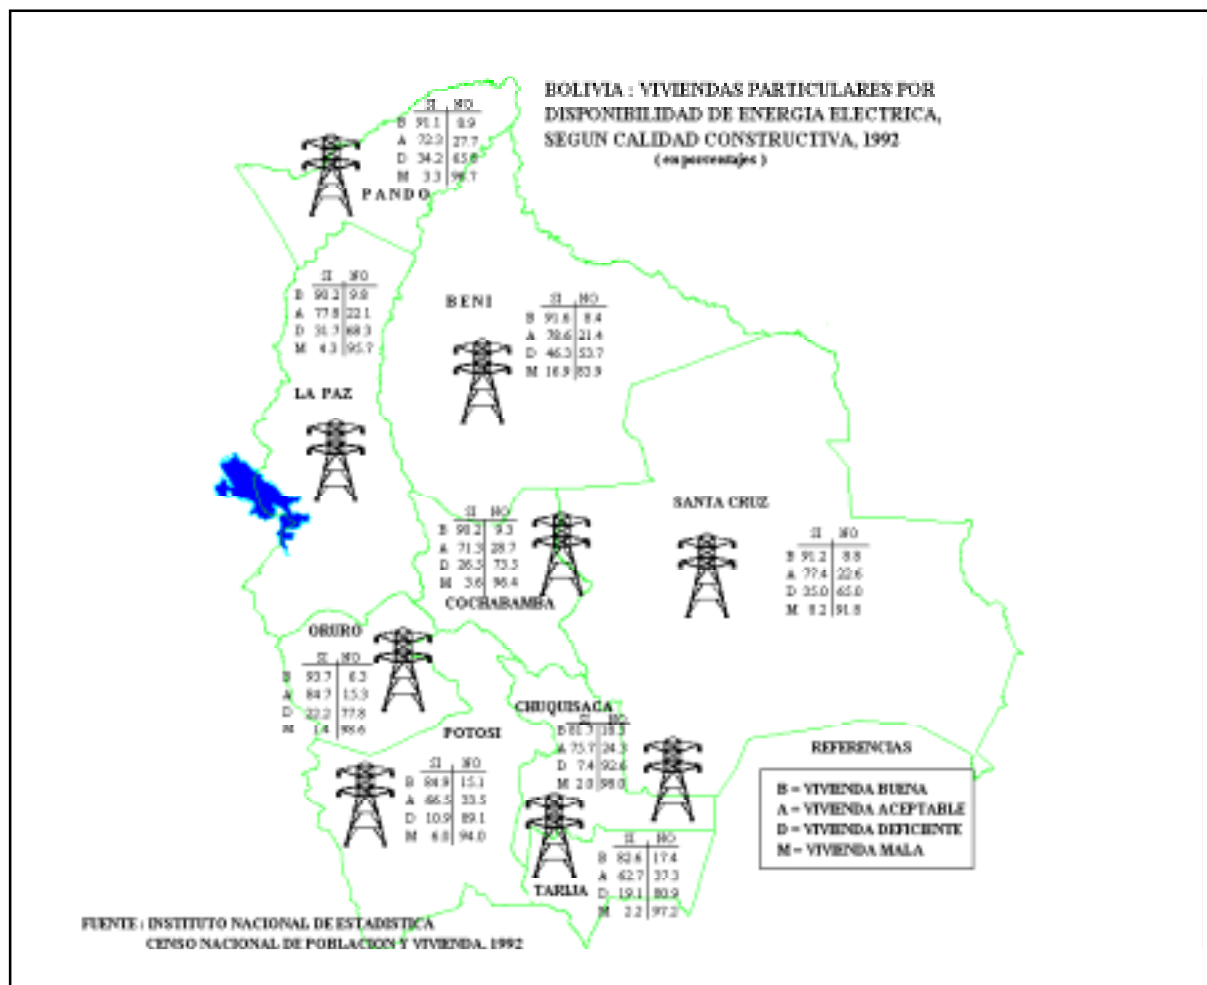 BOLIVIA : VIVIENDAS PARTICULARES POR
DISPONIBILIDAD DE ENERGIA ELECTRICA,
SEGUN CALIDAD CONSTRUCTIVA, 1992
( en porcentajes )
SI NO
B 91.1 8.9
A 72.3 27.7
D 34.2 65.8
M 3.3 96.7
PANDO
SI NO
B 90.2 9.8
A 77.8 22.1
D 31.7 68.3
M 4.3 95.7
LA PAZ
BENI
SI NO
B 91.6 8.4
A 78.6 21.4
D 46.3 53.7
M 16.9 83.9
SANTA CRUZ
SI NO
B 91.2 8.8
A 77.4 22.6
D 35.0 65.0
M 8.2 91.8
SI NO
B 90.2 9.3
A 71.3 28.7
D 26.5 73.5
M 3.6 96.4
COCHABAMBA
ORURO
SI NO
B 93.7 6.3
A 84.7 15.3
D 22.2 77.8
M 1.4 98.6
POTOSI
SI NO
B 84.9 15.1
A 66.5 33.5
D 10.9 89.1
M 6.0 94.0
CHUQUISACA
SI NO
B 81.7 18.3
A 75.7 24.3
D 7.4 92.6
M 2.0 98.0
SI NO
B 82.6 17.4
A 62.7 37.3
D 19.1 80.9
M 2.2 97.2
TARIJA
REFERENCIAS
B = VIVIENDA BUENA
A = VIVIENDA ACEPTABLE
D = VIVIENDA DEFICIENTE
M = VIVIENDA MALA
FUENTE : INSTITUTO NACIONAL DE ESTADISTICA
CENSO NACIONAL DE POBLACION Y VIVIENDA, 1992